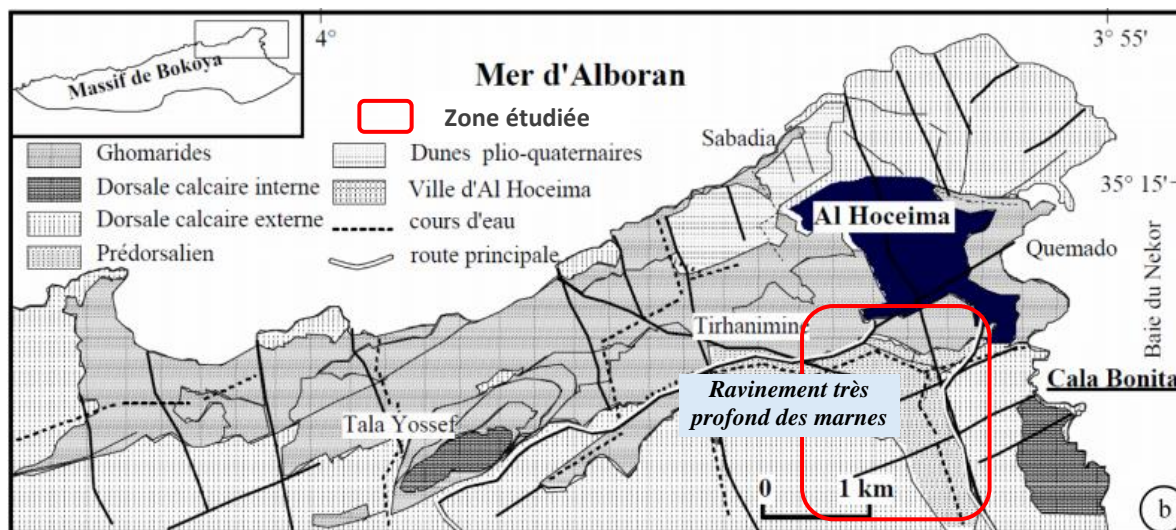 4°
3° 55'
Massif de Bokoya
Mer d'Alboran
Zone étudiée
Ghomarides
Dorsale calcaire interne
Dorsale calcaire externe
Prédorsalien
Dunes plio-quaternaires
Ville d'Al Hoceima
cours d'eau
route principale
Sabadia
35° 15'
Al Hoceima
Quemado
Baie du Nekor
Tirhanimine
Cala Bonita
Ravinement très
profond des marnes
Tala Yossef
0 1 km
b